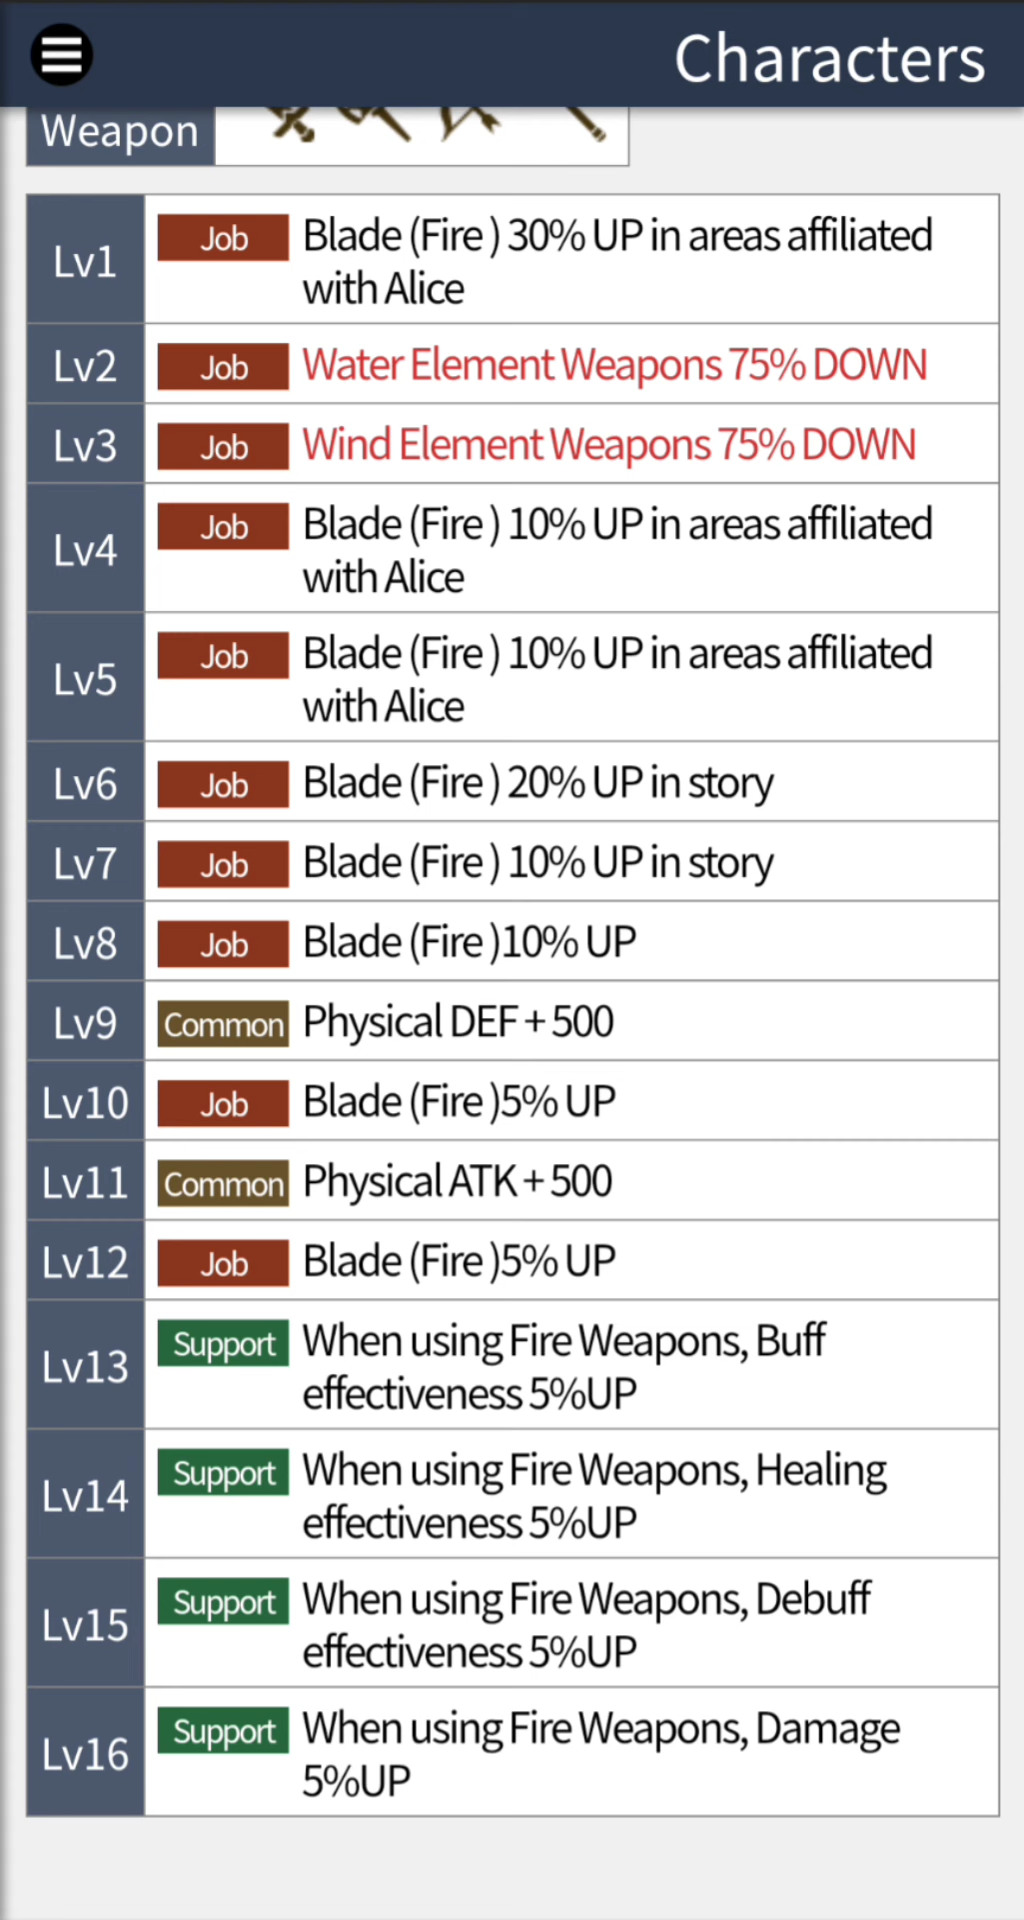 Characters
Weapon
Lv1 Job Blade (Fire ) 30% UP in areas affiliated
with Alice
Lv2 Job Water Element Weapons 75% DOWN
Lv3 Job Wind Element Weapons 75% DOWN
Lv4 Job Blade (Fire ) 10% UP in areas affiliated
with Alice
Lv5 Job Blade (Fire ) 10% UP in areas affiliated
with Alice
Lv6 Job Blade (Fire ) 20% UP in story
Lv7 Job Blade (Fire ) 10% UP in story
Lv8 Job Blade (Fire )10% UP
Lv9 Common Physical DEF + 500
Lv10 Job Blade (Fire )5% UP
Lv11 Common Physical ATK + 500
Lv12 Job Blade (Fire )5% UP
Lv13 Support When using Fire Weapons, Buff
effectiveness 5%UP
Lv14 Support When using Fire Weapons, Healing
effectiveness 5%UP
Lv15 Support When using Fire Weapons, Debuff
effectiveness 5%UP
Lv16 Support When using Fire Weapons, Damage
5%UP